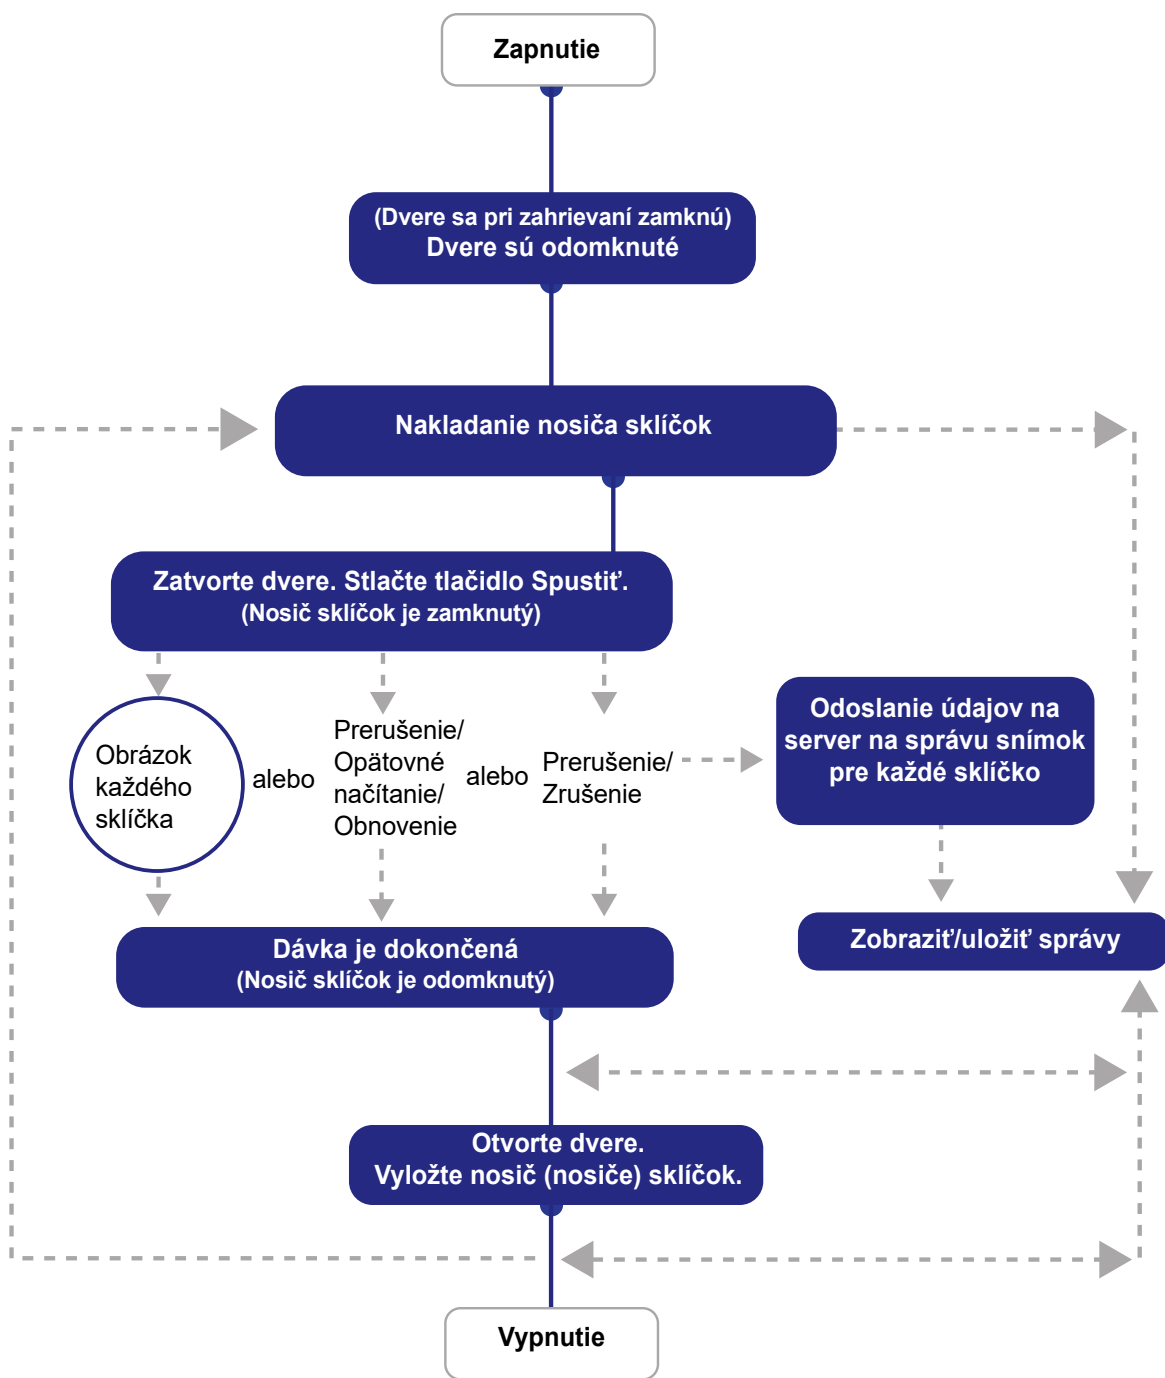 Zapnutie
(Dvere sa pri zahrievaní zamknú)
Dvere sú odomknuté
Nakladanie nosiča sklíčok
Zatvorte dvere. Stlačte tlačidlo Spustiť.
(Nosič sklíčok je zamknutý)
Obrázok
každého
sklíčka
alebo
Prerušenie/
Opätovné
načítanie/
Obnovenie
alebo
Prerušenie/
Zrušenie
Odoslanie údajov na
server na správu snímok
pre každé sklíčko
Dávka je dokončená
(Nosič sklíčok je odomknutý)
Zobraziť/uložiť správy
Otvorte dvere.
Vyložte nosič (nosiče) sklíčok.
Vypnutie